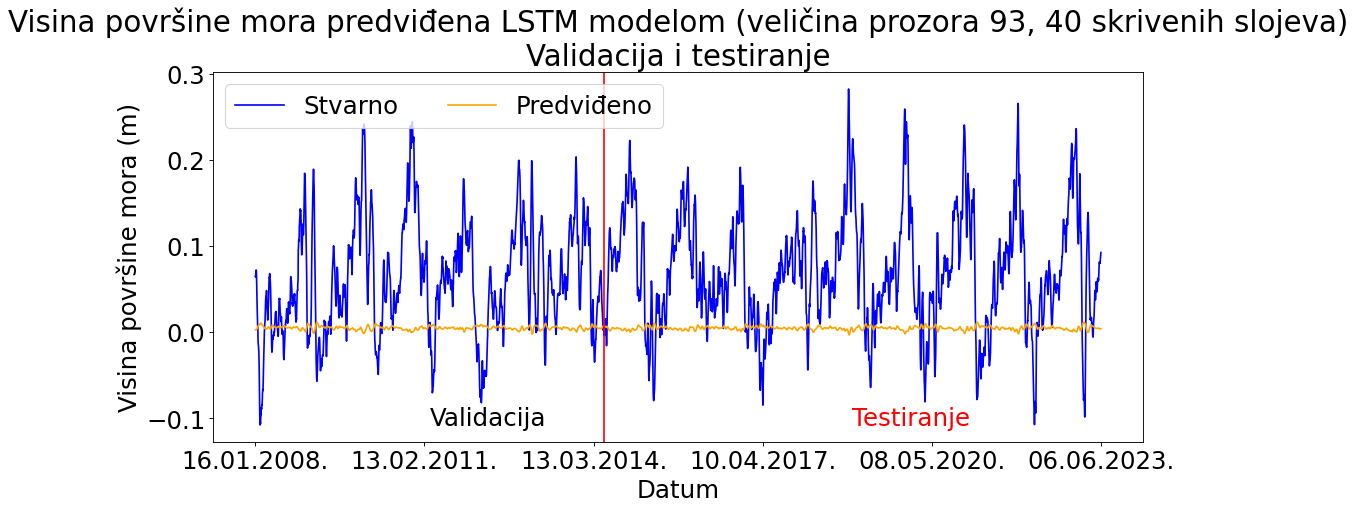 Visina površine mora predviđena LSTM modelom (veličina prozora 93, 40 skrivenih slojeva)
Validacija i testiranje
Stvarno Predviđeno
Visina površine mora (m)
0.3
0.2
0.1
0.0
−0.1
Validacija Testiranje
16.01.2008. 13.02.2011. 13.03.2014. 10.04.2017. 08.05.2020. 06.06.2023.
Datum